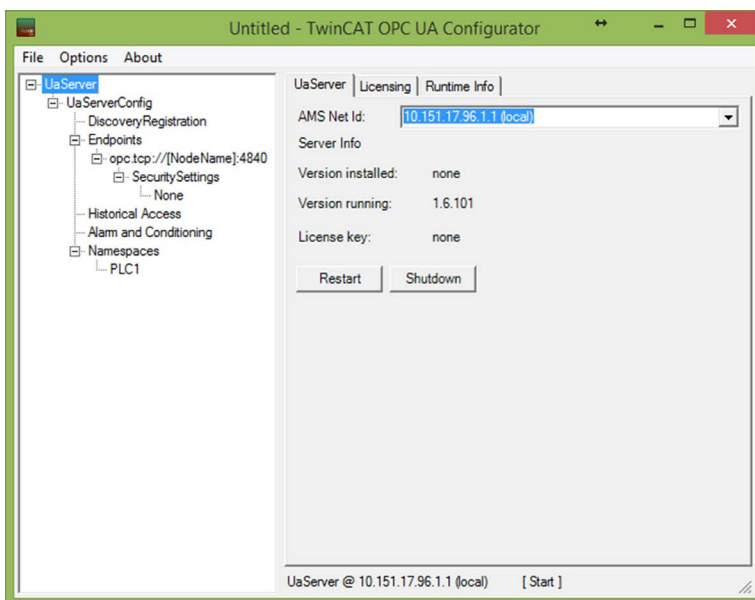 Untitled - TwinCAT OPC UA Configurator
File Options About
UaServer
UaServerConfig
DiscoveryRegistration
Endpoints
opc.tcp://[NodeName]:4840
SecuritySettings
None
Historical Access
Alarm and Conditioning
Namespaces
PLC1
UaServer Licensing Runtime Info
AMS Net Id: 10.151.17.96.1.1 (local)
Server Info
Version installed: none
Version running: 1.6.101
License key: none
Restart Shutdown
UaServer @ 10.151.17.96.1.1 (local) [ Start ]